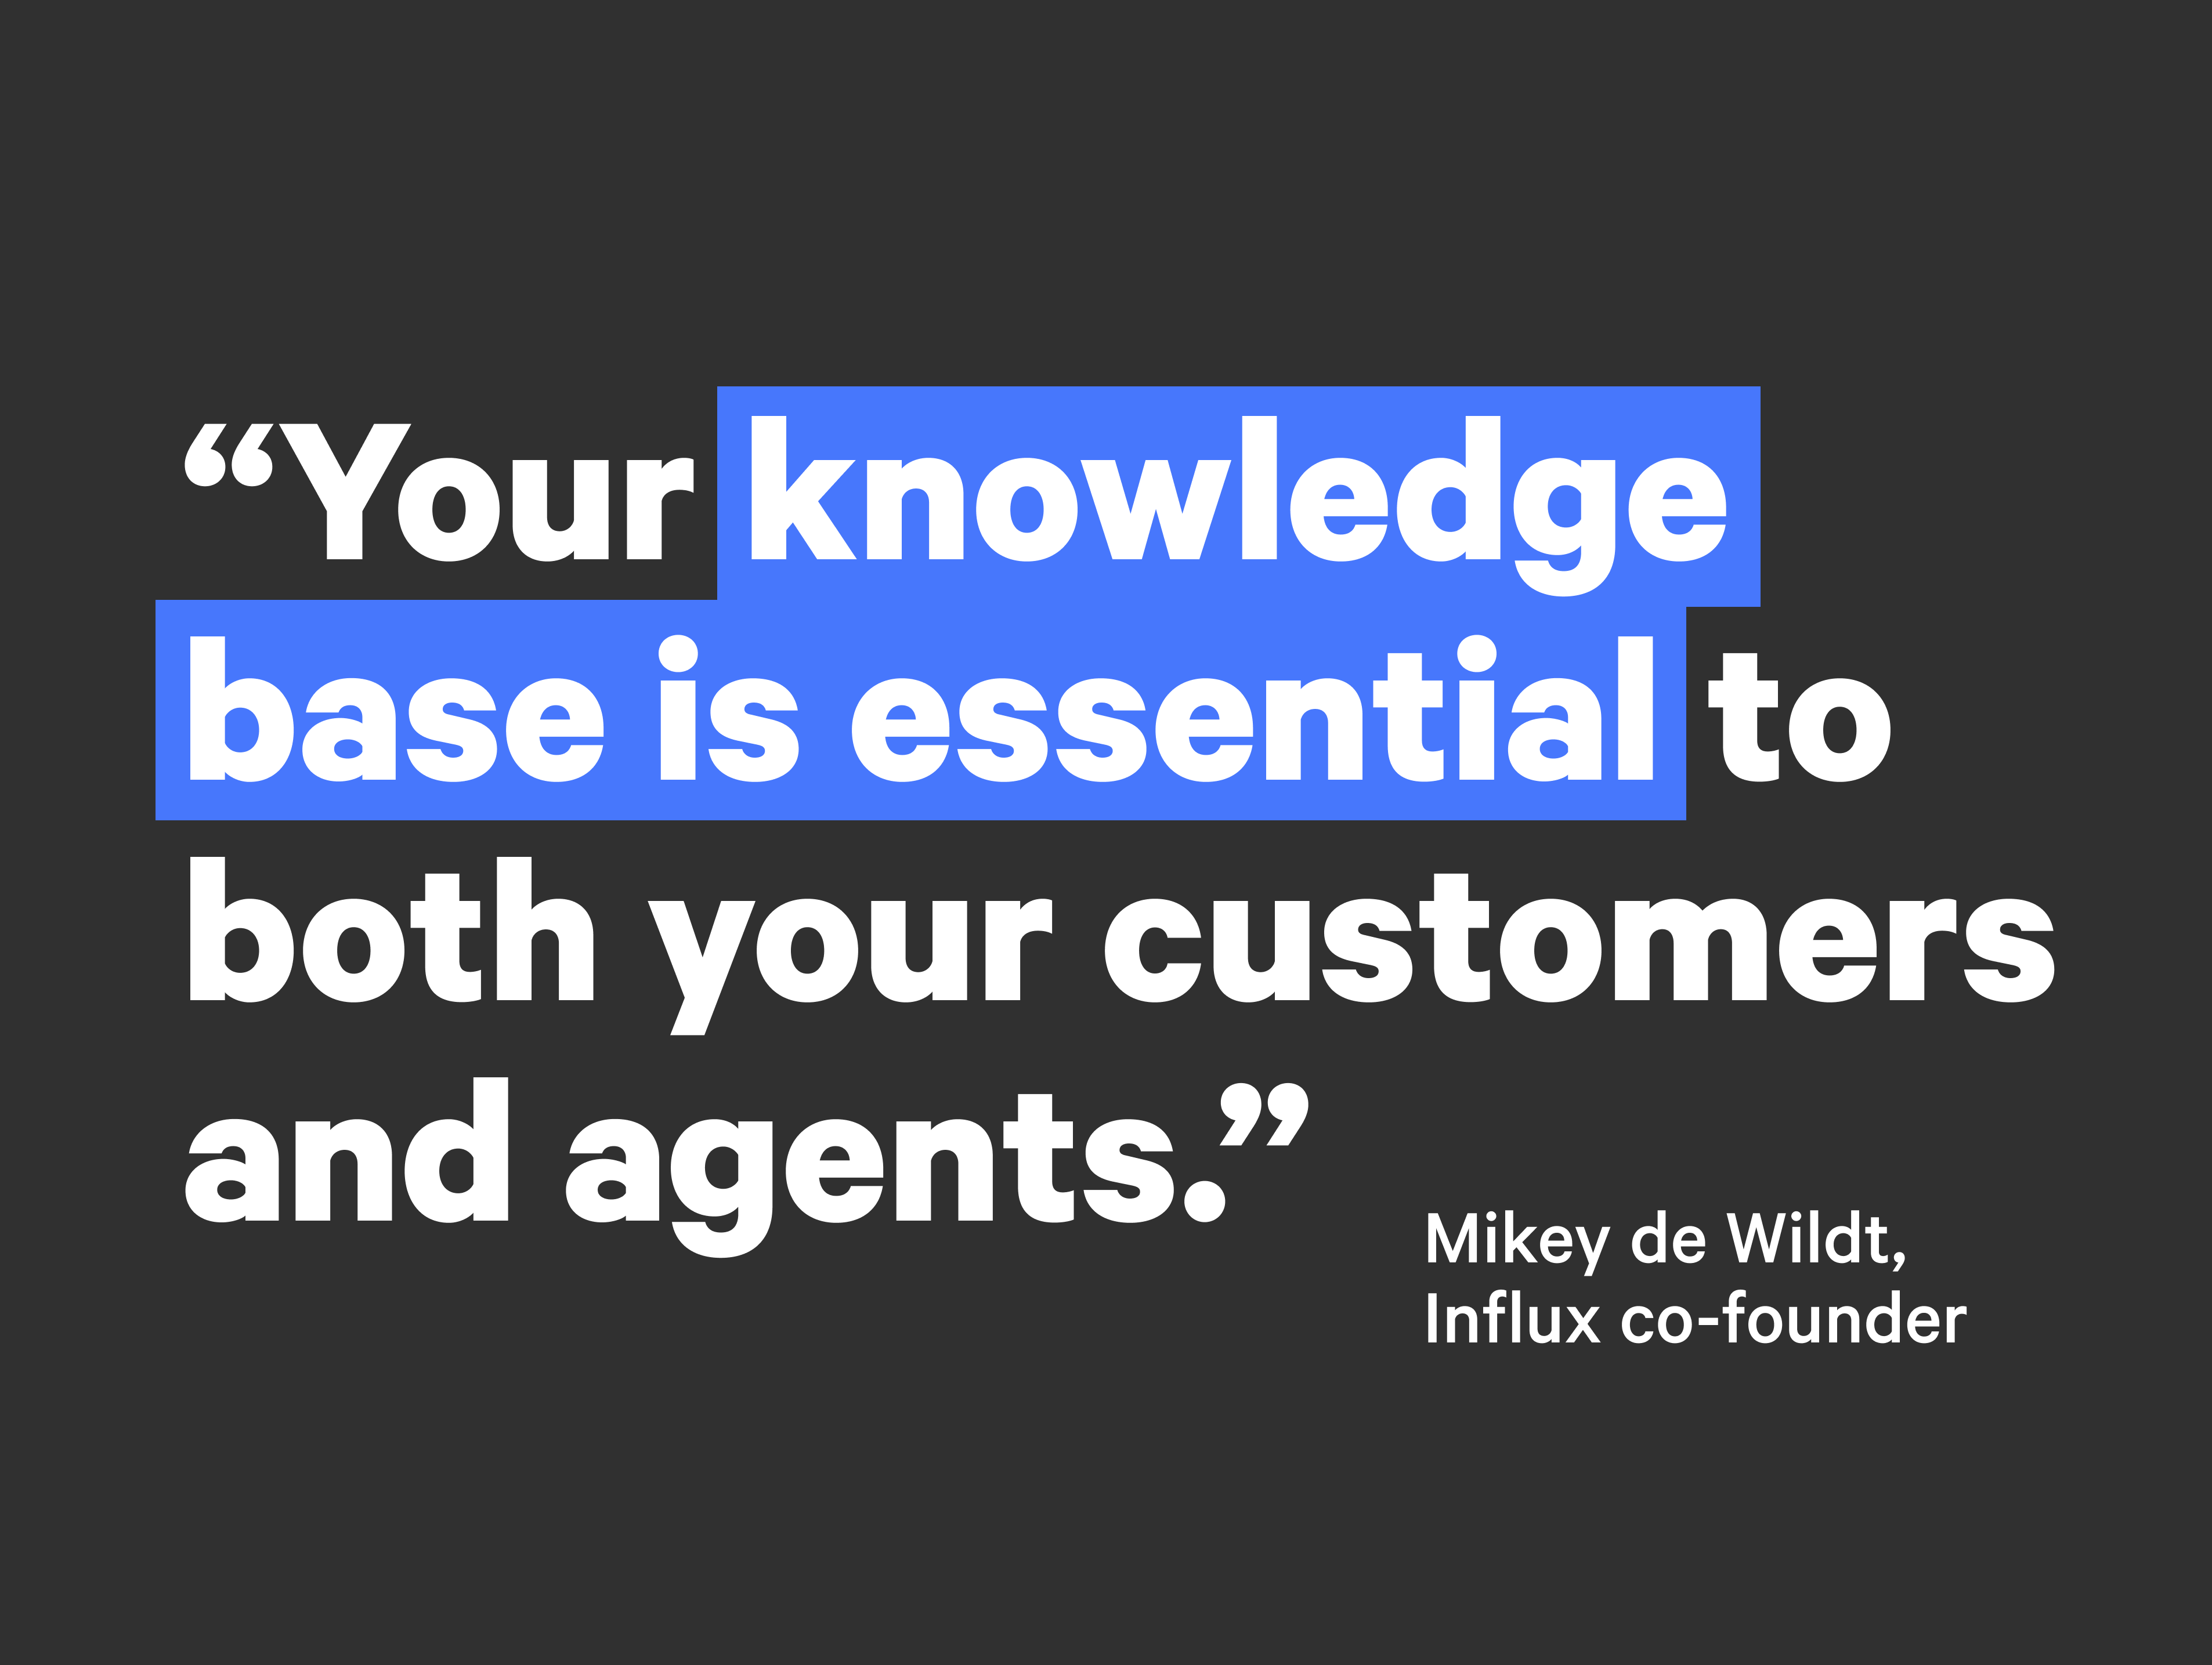 “Your knowledge
base is essential to
both your customers
and agents.”
Mikey de Wildt,
Influx co-founder